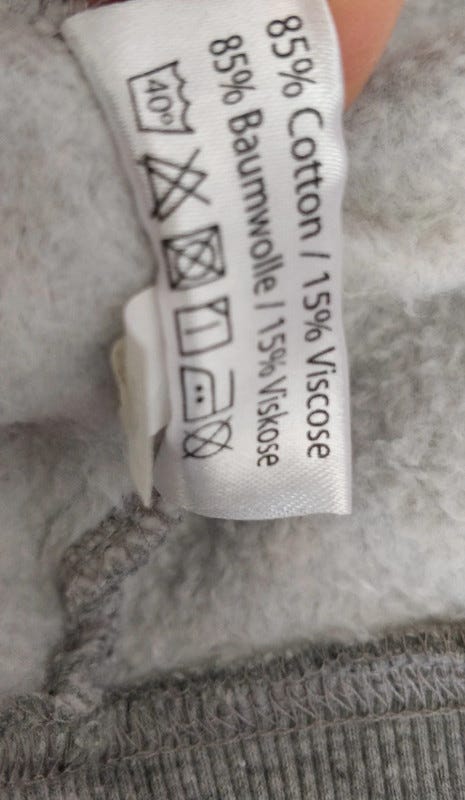 85% Cotton / 15% Viscose
85% Baumwolle / 15% Viskose
40°